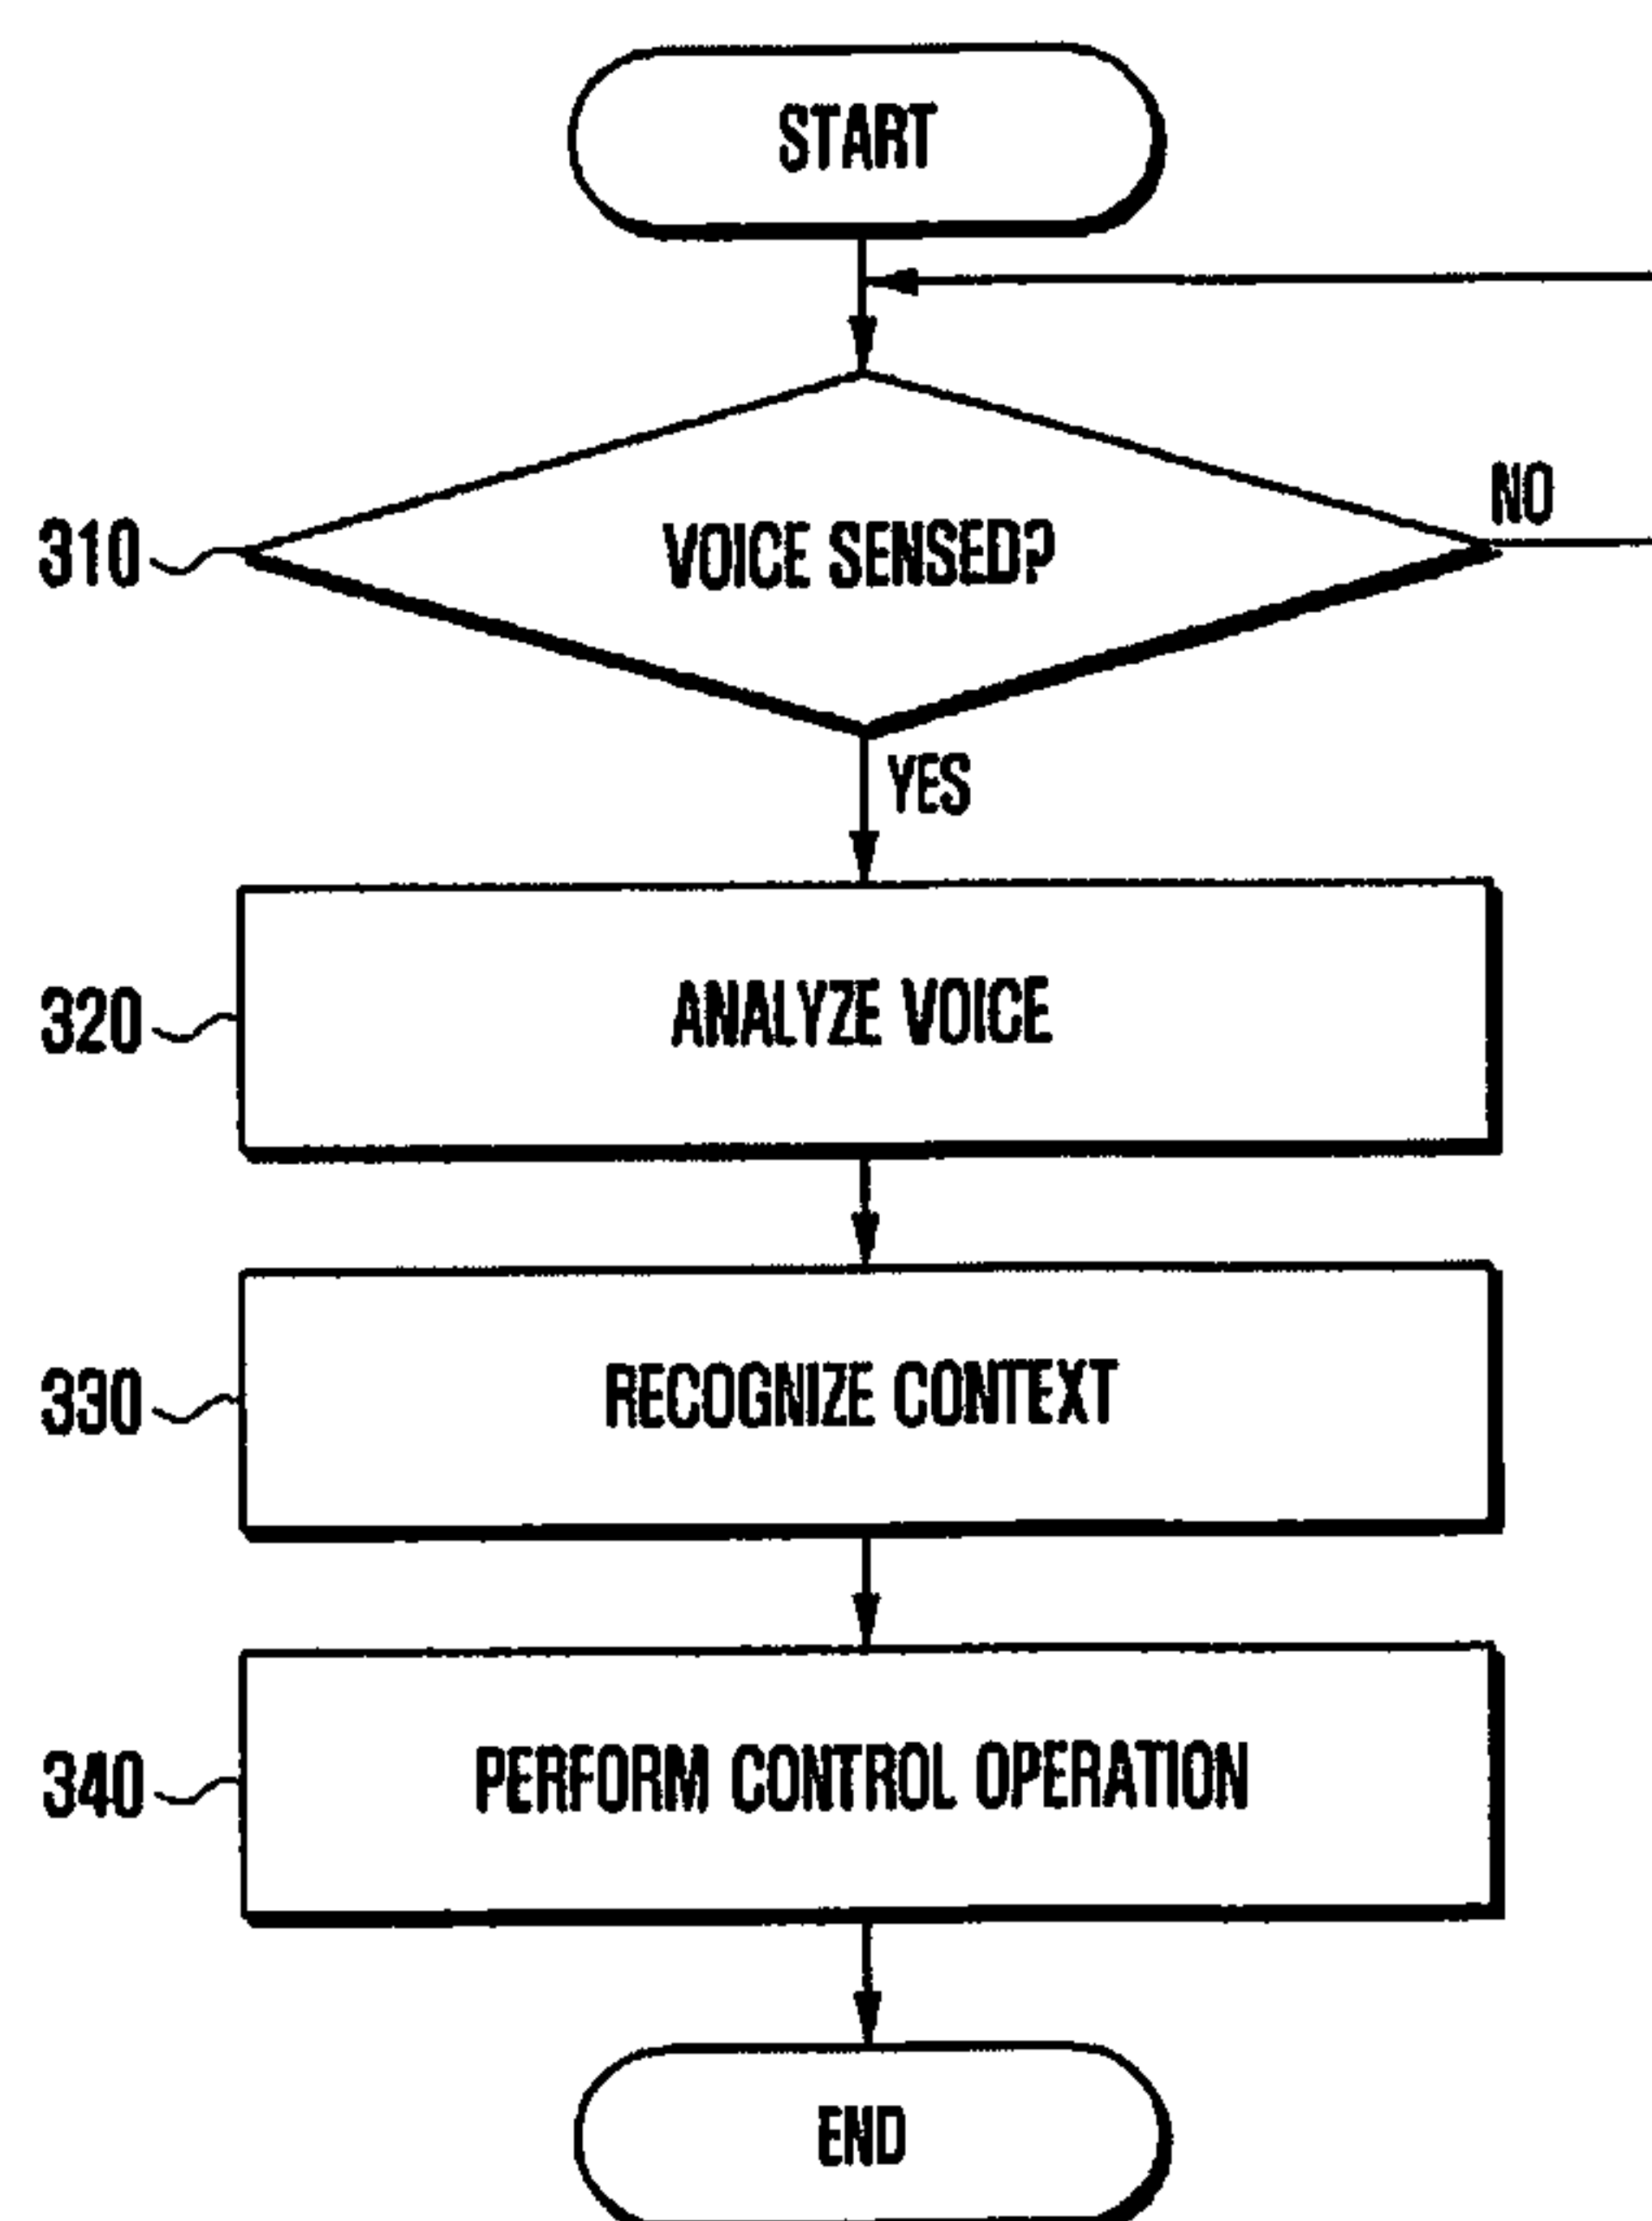 START
NO
310
VOICE SENSED?
YES
320
ANALYZE VOICE
330
RECOGNIZE CONTEXT
340
PERFORM CONTROL OPERATION
END